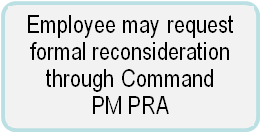 Employee may request
formal reconsideration
through Command
PM PRA